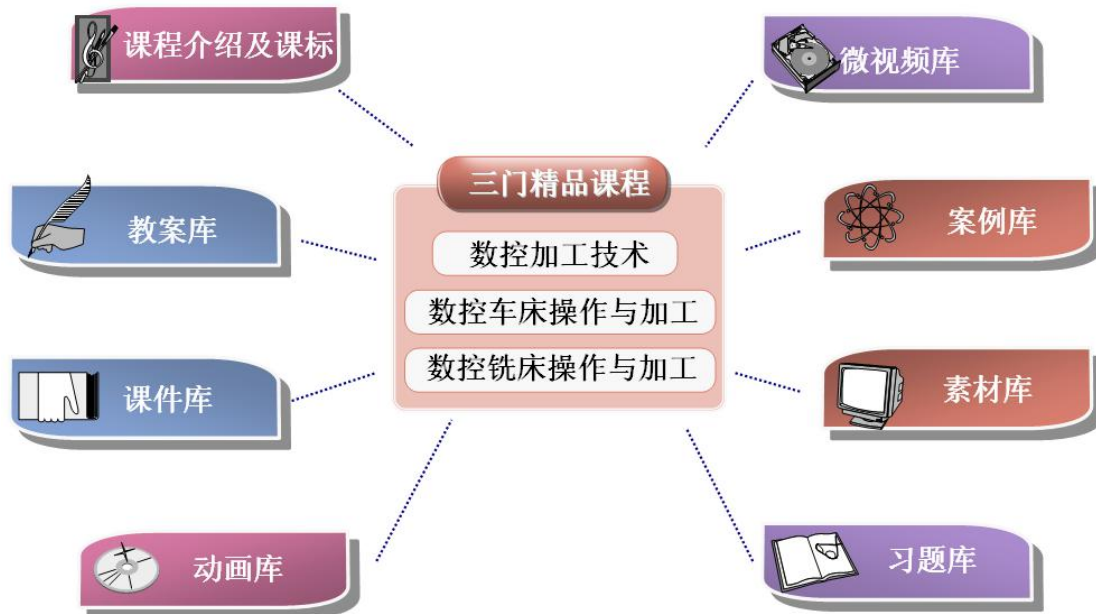 课程介绍及课标
微视频库
三门精品课程
教案库
案例库
数控加工技术
数控车床操作与加工
数控铣床操作与加工
课件库
素材库
动画库
习题库